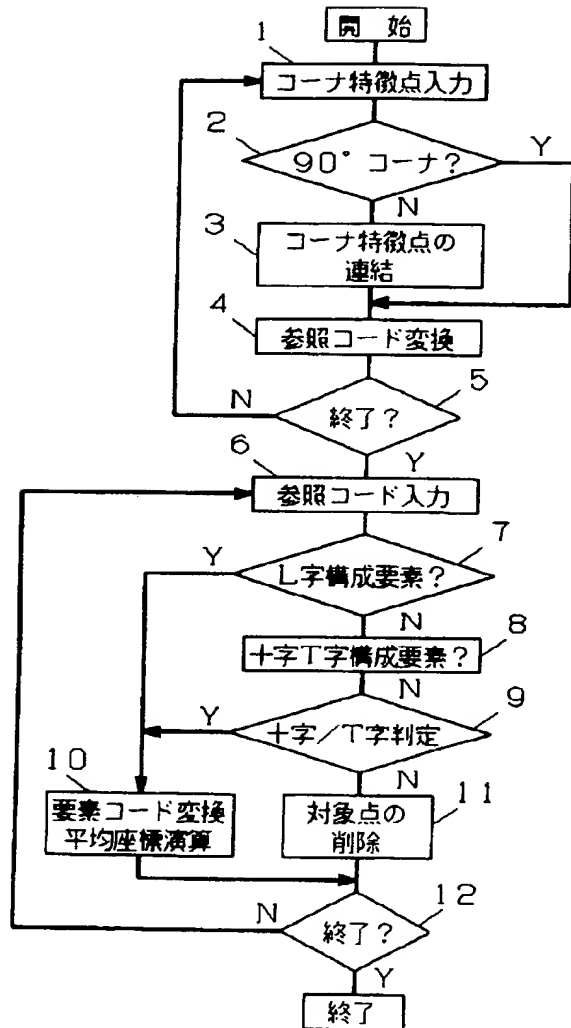 開 始
1
コーナ特徴点入力
2
90°コーナ?
Y
N
3
コーナ特徴点の
連結
4
参照コード変換
5
N
終了?
Y
6
参照コード入力
7
Y
L字構成要素?
N
8
十字T字構成要素?
N
9
Y
十字/T字判定
10
N
11
要素コード変換
平均座標演算
対象点の
削除
12
N
終了?
Y
終了